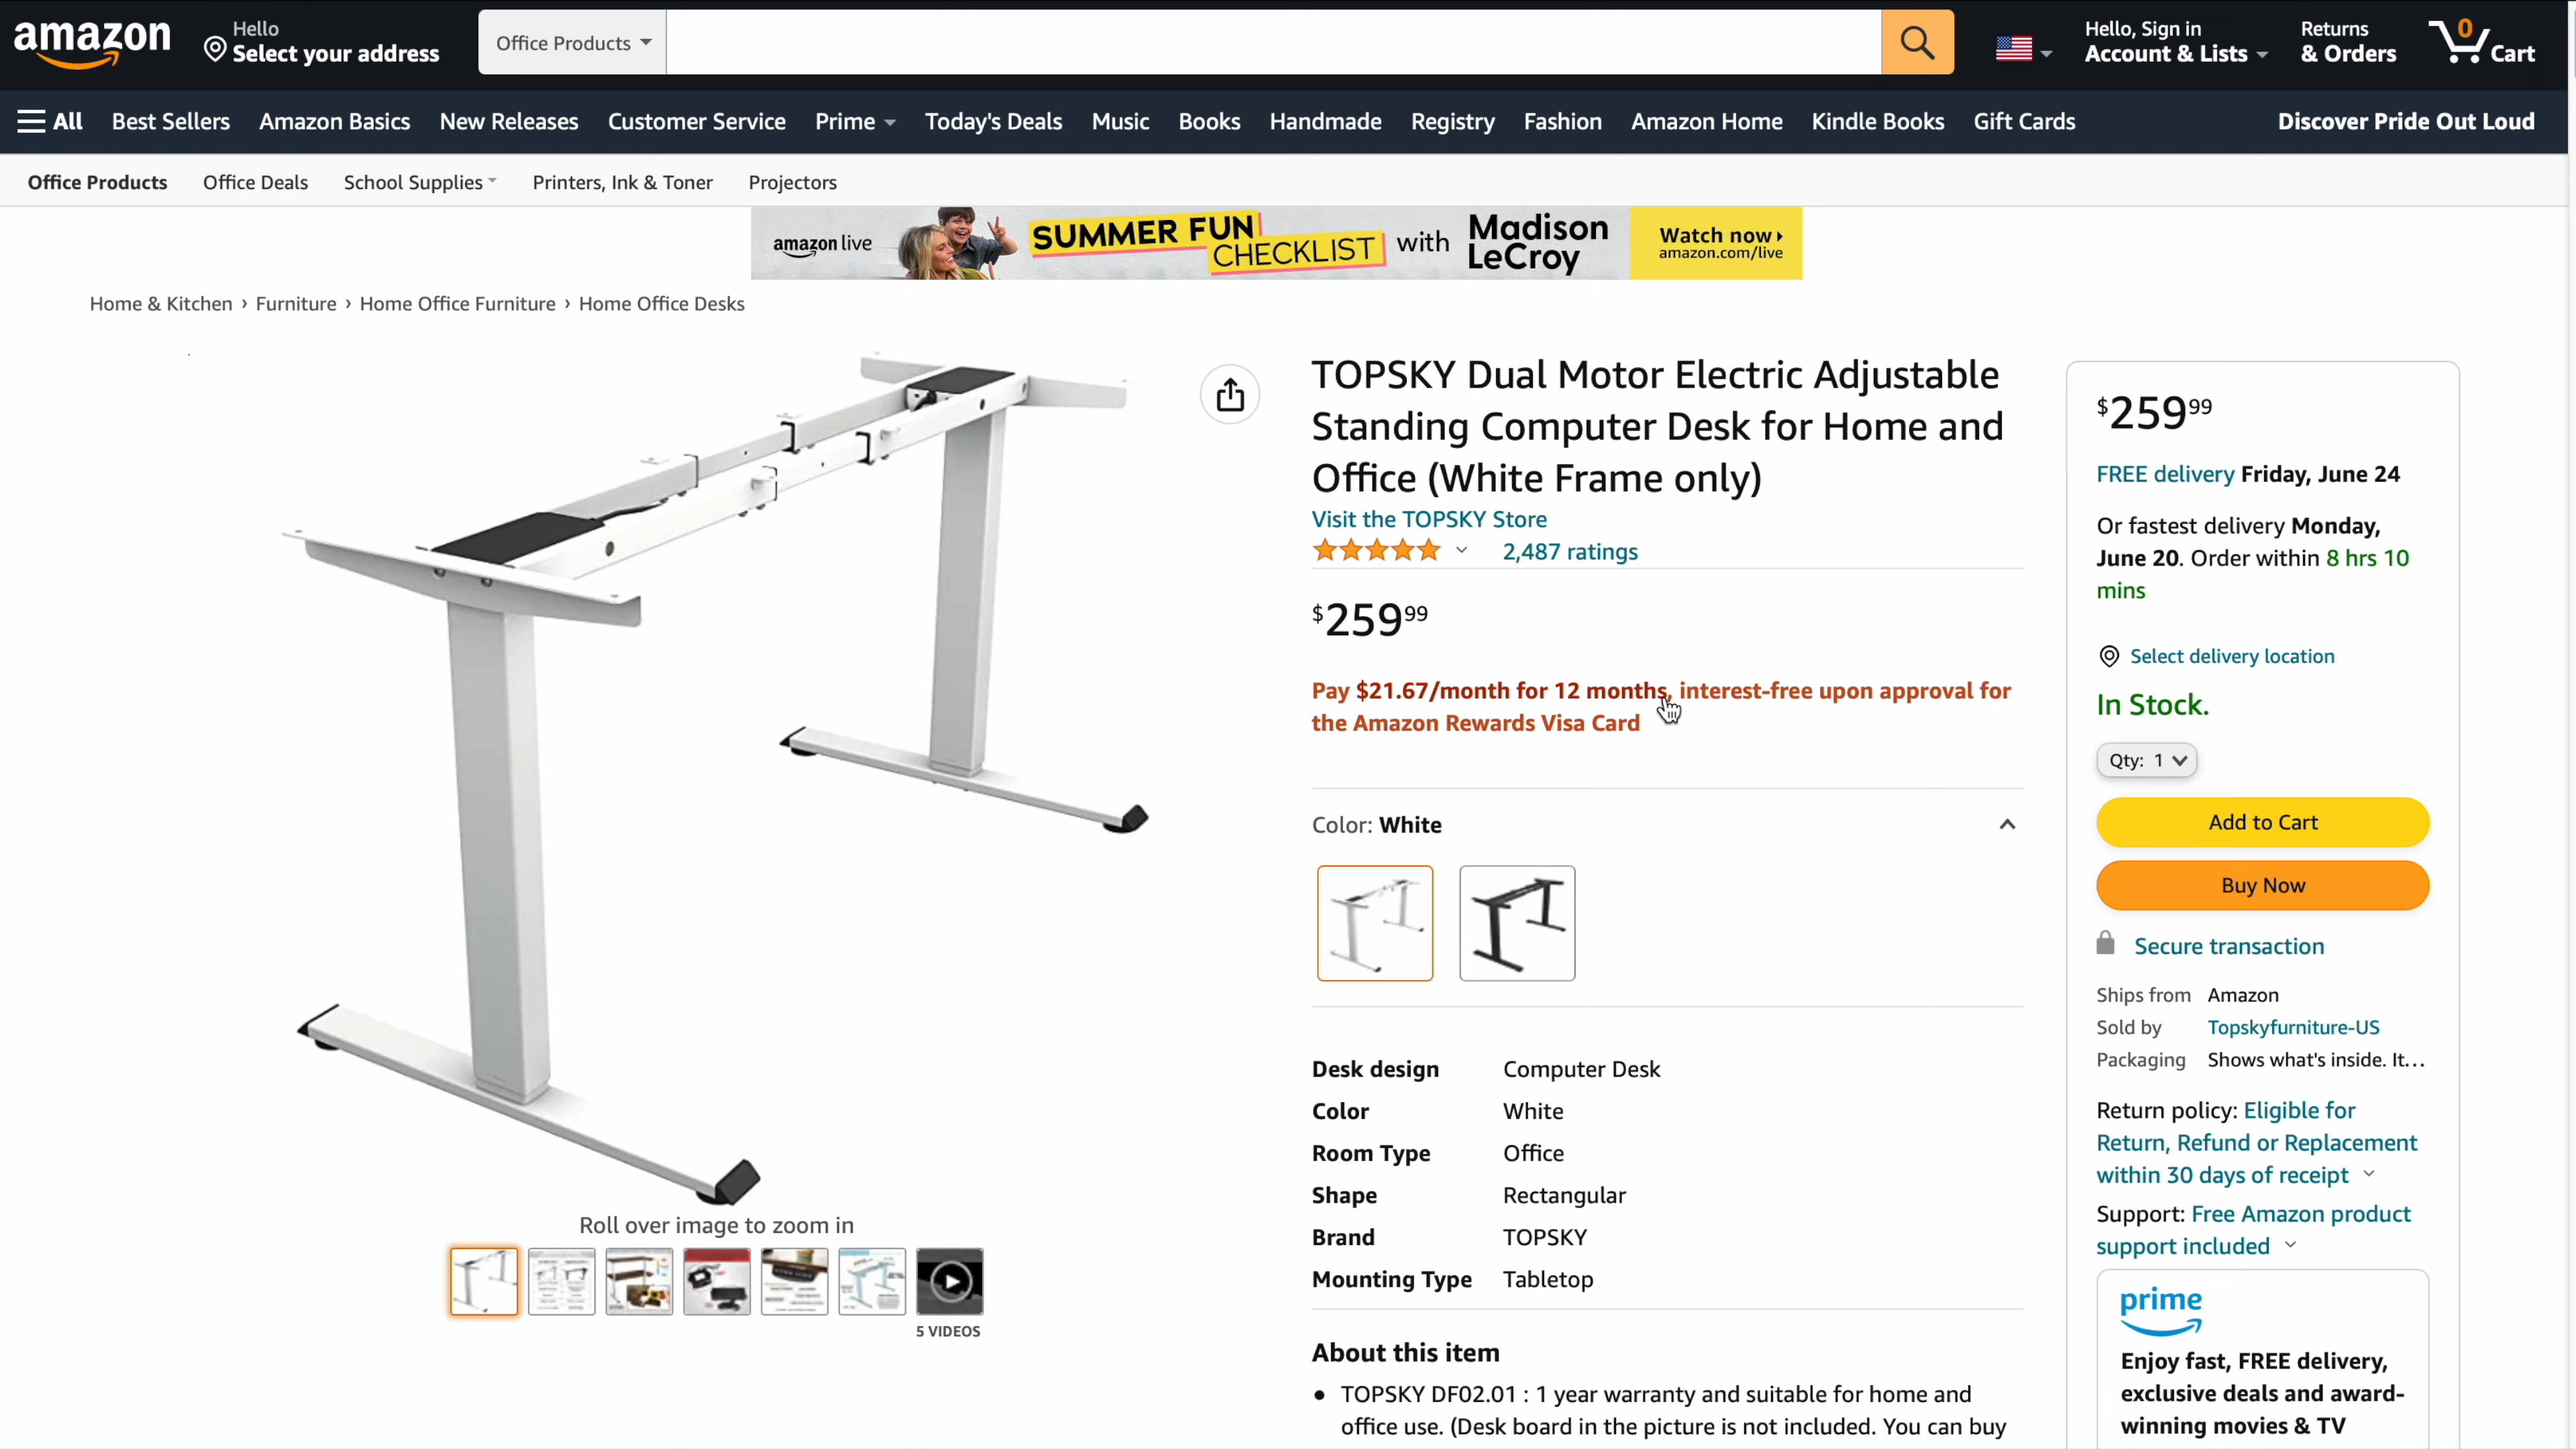 amazon
Hello
Select your address
Office Products
Hello, Sign in
Account & Lists
Returns
& Orders
0
Cart
All
Best Sellers
Amazon Basics
New Releases
Customer Service
Prime
Today's Deals
Music
Books
Handmade
Registry
Fashion
Amazon Home
Kindle Books
Gift Cards
Discover Pride Out Loud
Office Products
Office Deals
School Supplies
Printers, Ink & Toner
Projectors
amazon live
SUMMER FUN
CHECKLIST
with
Madison
LeCroy
Watch now
amazon.com/live
Home & Kitchen › Furniture › Home Office Furniture › Home Office Desks
TOPSKY Dual Motor Electric Adjustable
Standing Computer Desk for Home and
Office (White Frame only)
Visit the TOPSKY Store
2,487 ratings
$259 99
Pay $21.67/month for 12 months, interest-free upon approval for
the Amazon Rewards Visa Card
Color: White
Desk design Computer Desk
Color White
Room Type Office
Shape Rectangular
Brand TOPSKY
Mounting Type Tabletop
About this item
• TOPSKY DF02.01 : 1 year warranty and suitable for home and
office use. (Desk board in the picture is not included. You can buy
Roll over image to zoom in
5 VIDEOS
$259 99
FREE delivery Friday, June 24
Or fastest delivery Monday,
June 20. Order within 8 hrs 10
mins
Select delivery location
In Stock.
Qty: 1
Add to Cart
Buy Now
Secure transaction
Ships from Amazon
Sold by Topskyfurniture-US
Packaging Shows what's inside. It...
Return policy: Eligible for
Return, Refund or Replacement
within 30 days of receipt
Support: Free Amazon product
support included
prime
Enjoy fast, FREE delivery,
exclusive deals and award-
winning movies & TV